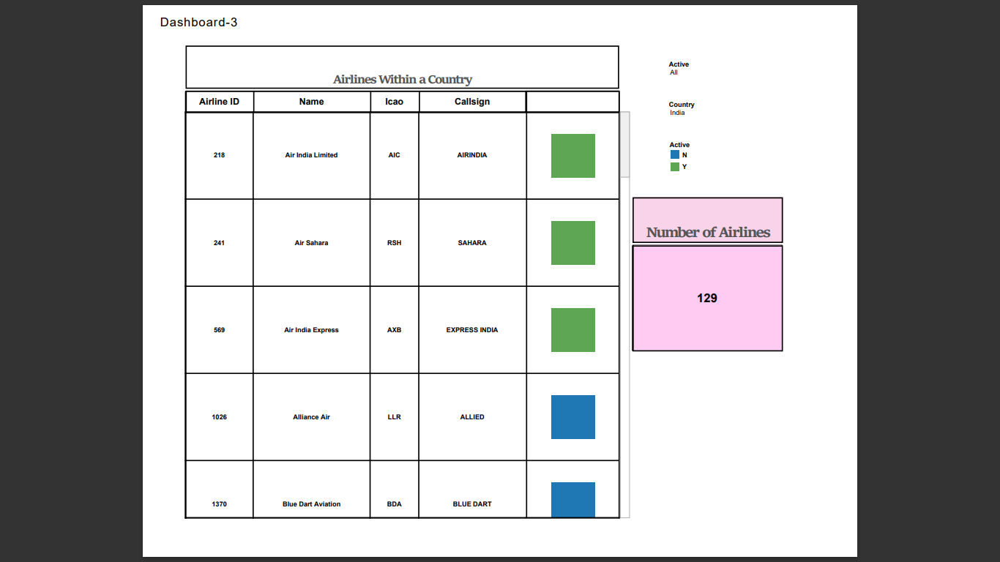 Dashboard-3
Airlines Within a Country
Airline ID Name Icao Callsign
218 Air India Limited AIC AIRINDIA
241 Air Sahara RSH SAHARA
569 Air India Express AXB EXPRESS INDIA
1026 Alliance Air LLR ALLIED
1370 Blue Dart Aviation BDA BLUE DART
Active
All
Country
India
Active
N
Y
Number of Airlines
129